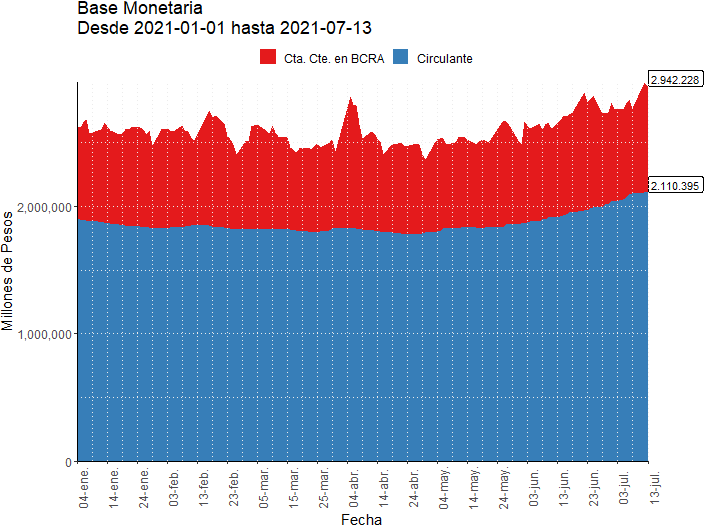 Base Monetaria
Desde 2021-01-01 hasta 2021-07-13
Cta. Cte. en BCRA
Circulante
2.942.228
2.110.395
2,000,000
1,000,000
0
Millones de Pesos
04-ene.
14-ene.
24-ene.
03-feb.
13-feb.
23-feb.
05-mar.
15-mar.
25-mar.
04-abr.
14-abr.
24-abr.
04-may.
14-may.
24-may.
03-jun.
13-jun.
23-jun.
03-jul.
13-jul.
Fecha